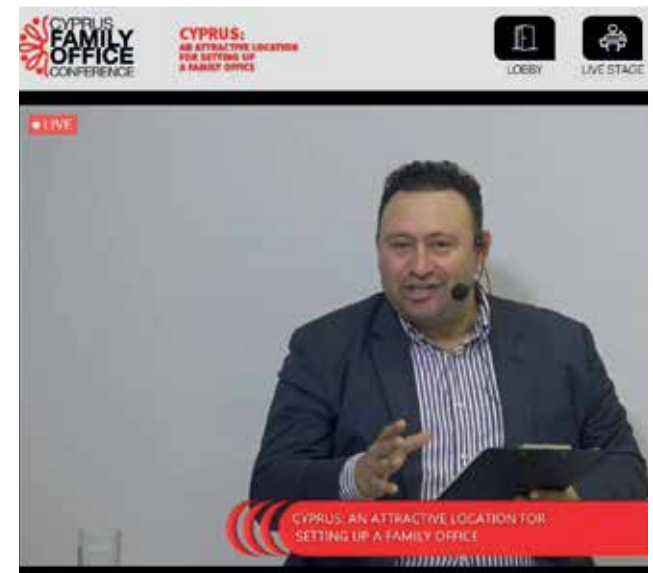 CYPRUS
FAMILY
OFFICE
CONFERENCE
CYPRUS:
AN ATTRACTIVE LOCATION
FOR SETTING UP
A FAMILY OFFICE
LOBBY
LIVE STAGE
LIVE
CYPRUS: AN ATTRACTIVE LOCATION FOR
SETTING UP A FAMILY OFFICE